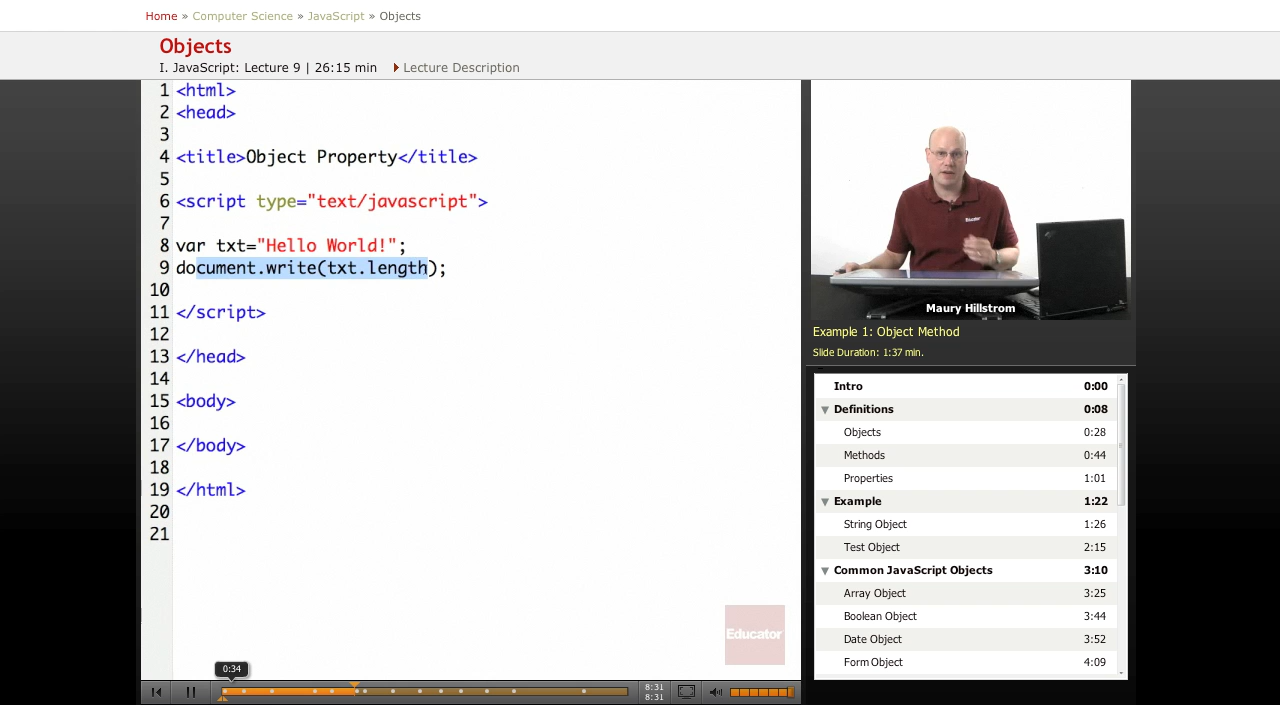 Home » Computer Science » JavaScript » Objects
Objects
I. JavaScript: Lecture 9 | 26:15 min Lecture Description
1 <html>
2 <head>
3
4 <title>Object Property</title>
5
6 <script type="text/javascript">
7
8 var txt="Hello World!";
9 document.write(txt.length);
10
11 </script>
12
13 </head>
14
15 <body>
16
17 </body>
18
19 </html>
20
21
Educator
0:34
8:31
8:31
Educator
Maury Hillstrom
Example 1: Object Method
Slide Duration: 1:37 min.
Intro 0:00
Definitions 0:08
Objects 0:28
Methods 0:44
Properties 1:01
Example 1:22
String Object 1:26
Test Object 2:15
Common JavaScript Objects 3:10
Array Object 3:25
Boolean Object 3:44
Date Object 3:52
Form Object 4:09